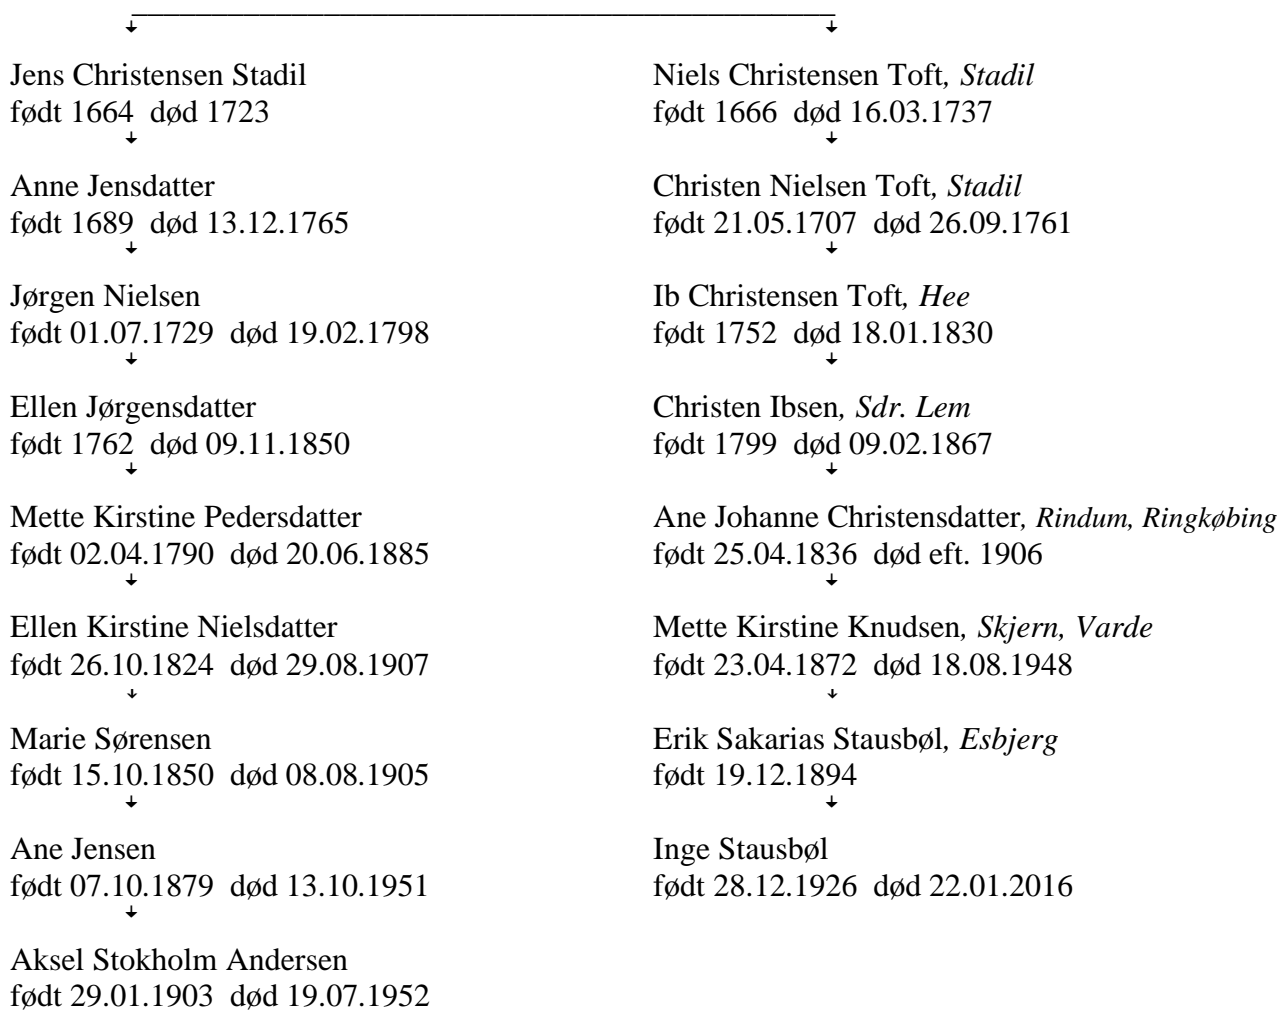 Jens Christensen Stadil
født 1664 død 1723
Anne Jensdatter
født 1689 død 13.12.1765
Jørgen Nielsen
født 01.07.1729 død 19.02.1798
Ellen Jørgensdatter
født 1762 død 09.11.1850
Mette Kirstine Pedersdatter
født 02.04.1790 død 20.06.1885
Ellen Kirstine Nielsdatter
født 26.10.1824 død 29.08.1907
Marie Sørensen
født 15.10.1850 død 08.08.1905
Ane Jensen
født 07.10.1879 død 13.10.1951
Aksel Stokholm Andersen
født 29.01.1903 død 19.07.1952
Niels Christensen Toft, Stadil
født 1666 død 16.03.1737
Christen Nielsen Toft, Stadil
født 21.05.1707 død 26.09.1761
Ib Christensen Toft, Hee
født 1752 død 18.01.1830
Christen Ibsen, Sdr. Lem
født 1799 død 09.02.1867
Ane Johanne Christensdatter, Rindum, Ringkøbing
født 25.04.1836 død eft. 1906
Mette Kirstine Knudsen, Skjern, Varde
født 23.04.1872 død 18.08.1948
Erik Sakarias Stausbøl, Esbjerg
født 19.12.1894
Inge Stausbøl
født 28.12.1926 død 22.01.2016